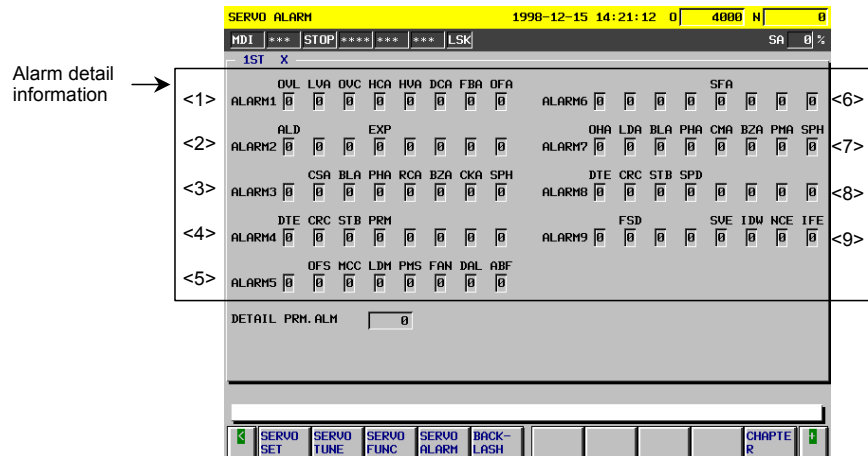 SERVO ALARM 1998-12-15 14:21:12 O 4000 N 0
MDI *** STOP **** *** *** LSK SA 0 %
1ST X
Alarm detail
information
OVL LVA OVC HCA HVA DCA FBA OFA SFA
<1> ALARM1 0 0 0 0 0 0 0 0 ALARM6 0 0 0 0 0 0 0 0 <6>
ALD EXP OHA LDA BLA PHA CMA BZA PMA SPH
<2> ALARM2 0 0 0 0 0 0 0 0 ALARM7 0 0 0 0 0 0 0 0 <7>
CSA BLA PHA RCA BZA CKA SPH DTE CRC STB SPD
<3> ALARM3 0 0 0 0 0 0 0 0 ALARM8 0 0 0 0 0 0 0 0 <8>
DTE CRC STB PRM FSD SVE IDW NCE IFE
<4> ALARM4 0 0 0 0 0 0 0 0 ALARM9 0 0 0 0 0 0 0 0 <9>
OFS MCC LDM PMS FAN DAL ABF
<5> ALARM5 0 0 0 0 0 0 0 0
DETAIL PRM.ALM 0
< SERVO SERVO SERVO SERVO BACK- CHAPTE +
SET TUNE FUNC ALARM LASH R